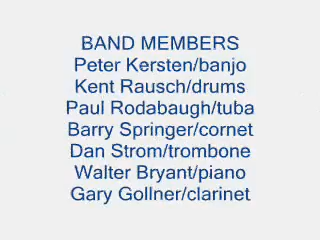 BAND MEMBERS
Peter Kersten/banjo
Kent Rausch/drums
Paul Rodabaugh/tuba
Barry Springer/cornet
Dan Strom/trombone
Walter Bryant/piano
Gary Gollner/clarinet